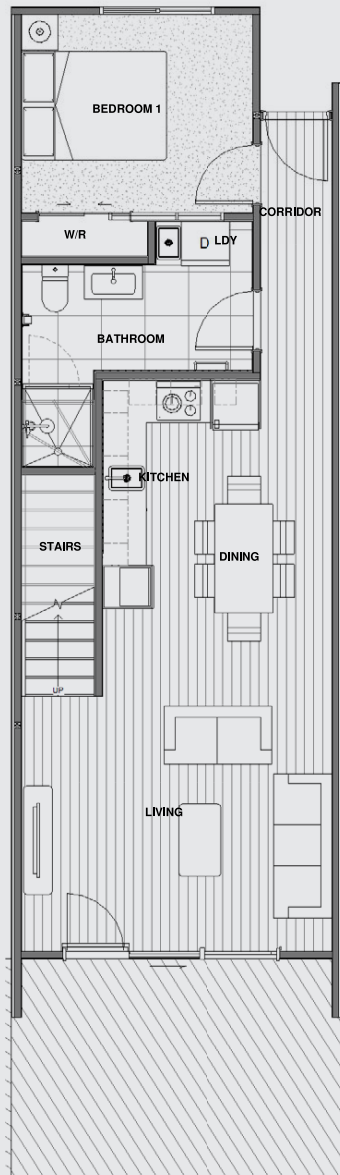 BEDROOM 1
CORRIDOR
W/R
D
LDY
BATHROOM
KITCHEN
STAIRS
DINING
UP
LIVING